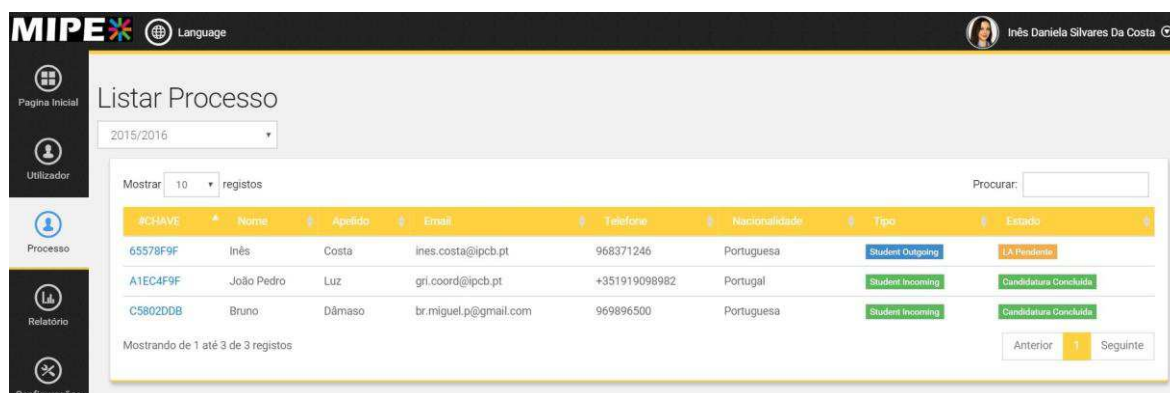 MIPE Language Inês Daniela Silvares Da Costa
Pagina Inicial
Utilizador
Processo
Relatório
Configurações
Listar Processo
2015/2016
Mostrar 10 registos Procurar:
#CHAVE Nome Apelido Email Telefone Nacionalidade Tipo Estado
65578F9F Inês Costa ines.costa@ipcb.pt 968371246 Portuguesa Student Outgoing LA Pendente
A1EC4F9F João Pedro Luz gri.coord@ipcb.pt +351919098982 Portugal Student Incoming Candidatura Concluída
C5802DDB Bruno Dâmaso br.miguel.p@gmail.com 969896500 Portuguesa Student Incoming Candidatura Concluída
Mostrando de 1 até 3 de 3 registos Anterior 1 Seguinte